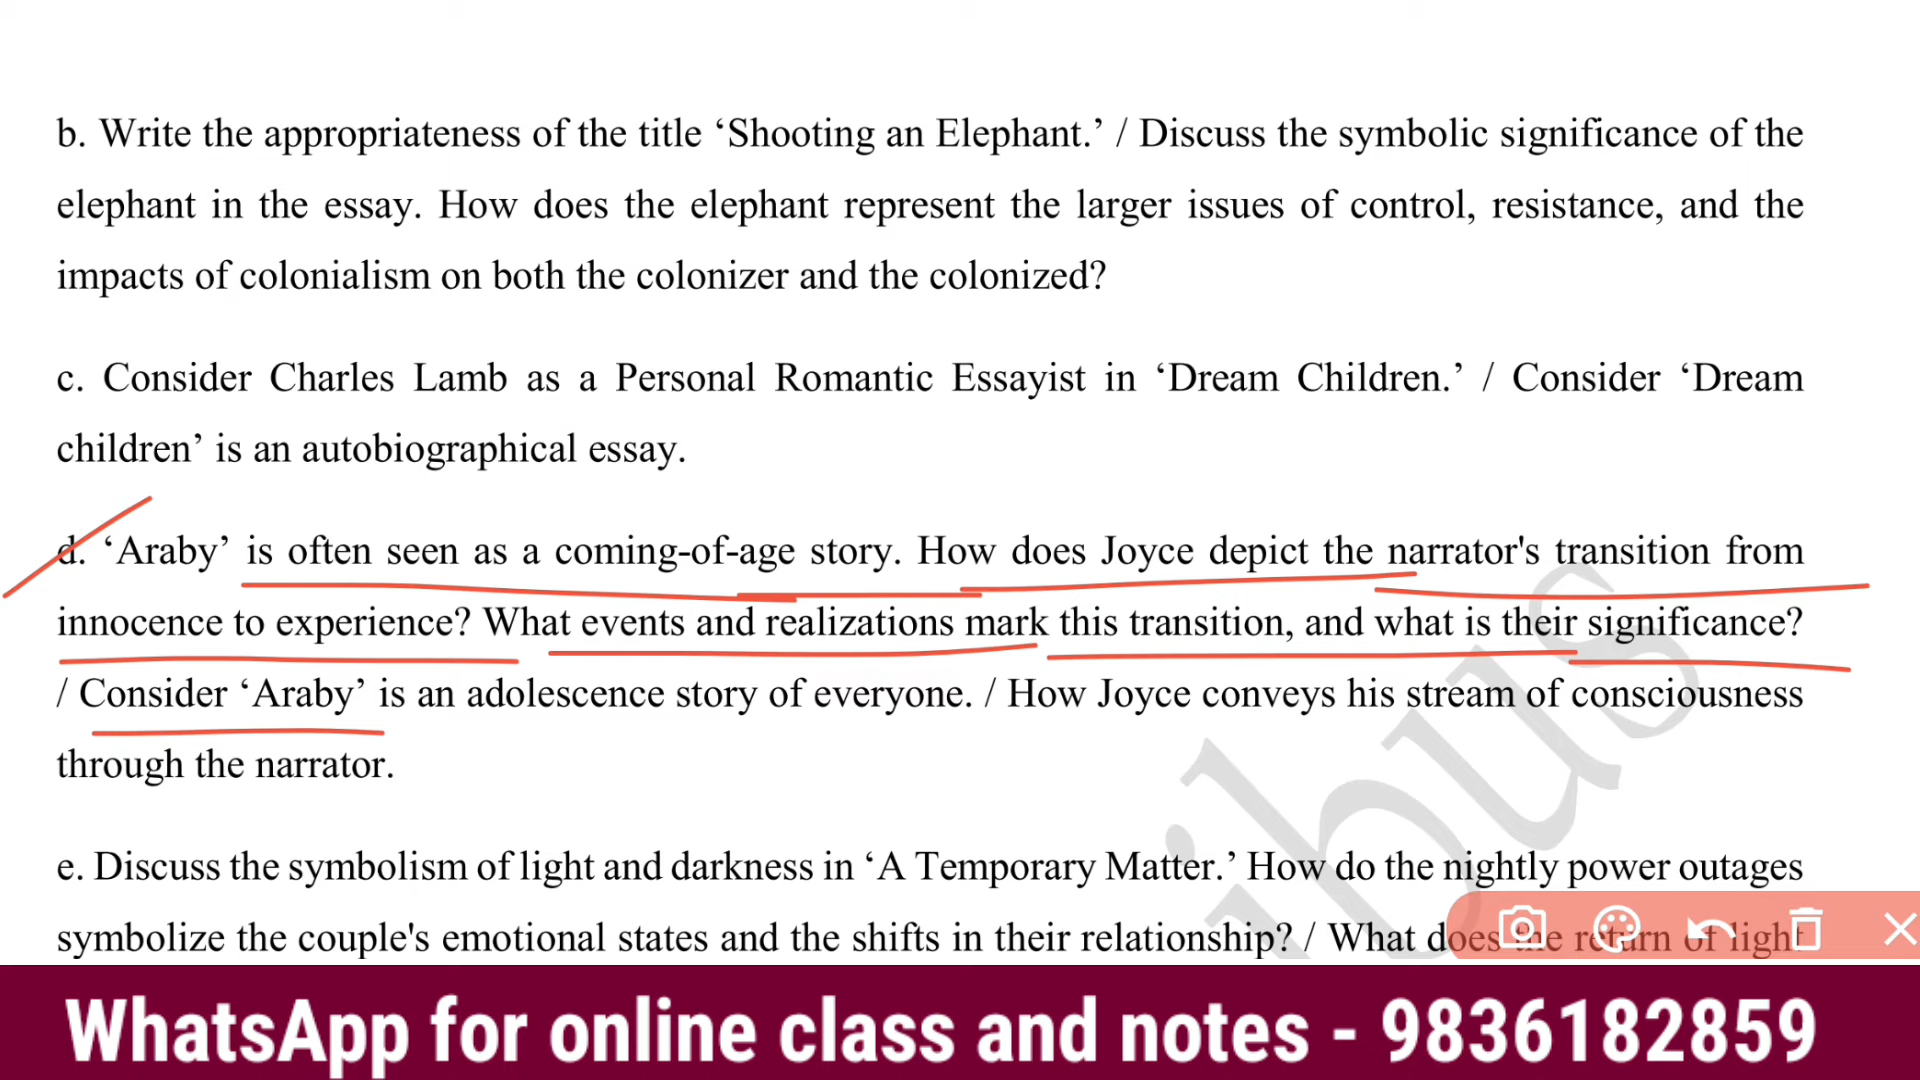 b. Write the appropriateness of the title ‘Shooting an Elephant.’ / Discuss the symbolic significance of the
elephant in the essay. How does the elephant represent the larger issues of control, resistance, and the
impacts of colonialism on both the colonizer and the colonized?
c. Consider Charles Lamb as a Personal Romantic Essayist in ‘Dream Children.’ / Consider ‘Dream
children’ is an autobiographical essay.
d. ‘Araby’ is often seen as a coming-of-age story. How does Joyce depict the narrator's transition from
innocence to experience? What events and realizations mark this transition, and what is their significance?
/ Consider ‘Araby’ is an adolescence story of everyone. / How Joyce conveys his stream of consciousness
through the narrator.
e. Discuss the symbolism of light and darkness in ‘A Temporary Matter.’ How do the nightly power outages
symbolize the couple's emotional states and the shifts in their relationship? / What does the return of light
WhatsApp for online class and notes - 9836182859